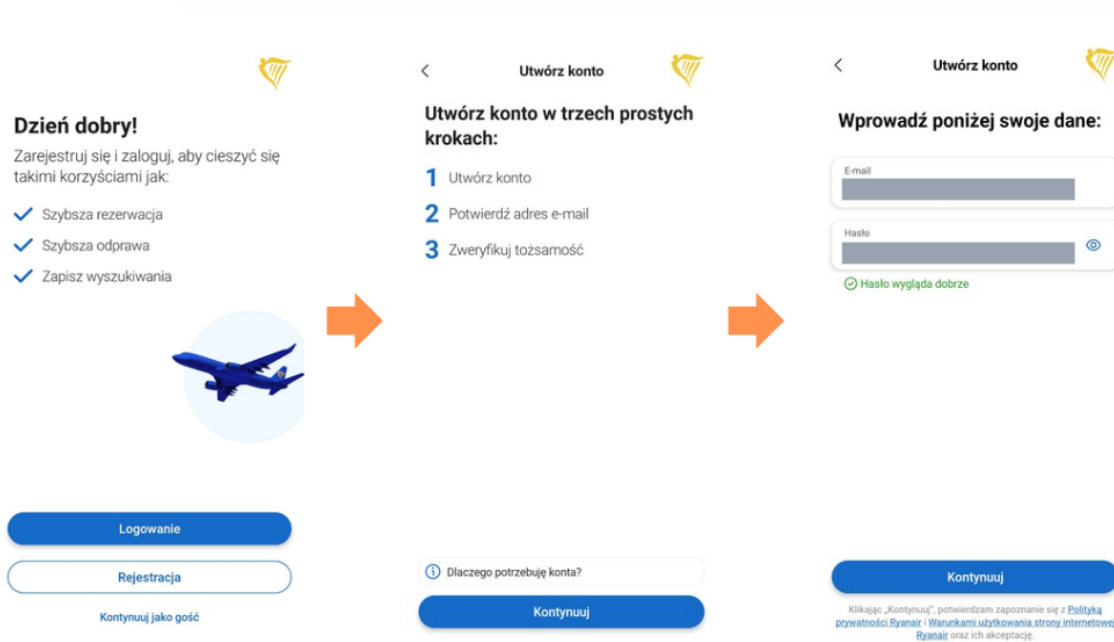 Dzień dobry!
Zarejestruj się i zaloguj, aby cieszyć się
takimi korzyściami jak:
Szybsza rezerwacja
Szybsza odprawa
Zapisz wyszukiwania
Logowanie
Rejestracja
Kontynuuj jako gość
Utwórz konto
Utwórz konto w trzech prostych
krokach:
1 Utwórz konto
2 Potwierdź adres e-mail
3 Zweryfikuj tożsamość
Dlaczego potrzebuję konta?
Kontynuuj
Utwórz konto
Wprowadź poniżej swoje dane:
E-mail
Hasło
Hasło wygląda dobrze
Kontynuuj
Klikając „Kontynuuj”, potwierdzam zapoznanie się z Polityką
prywatności Ryanair i Warunkami użytkowania strony internetowej
Ryanair oraz ich akceptację.